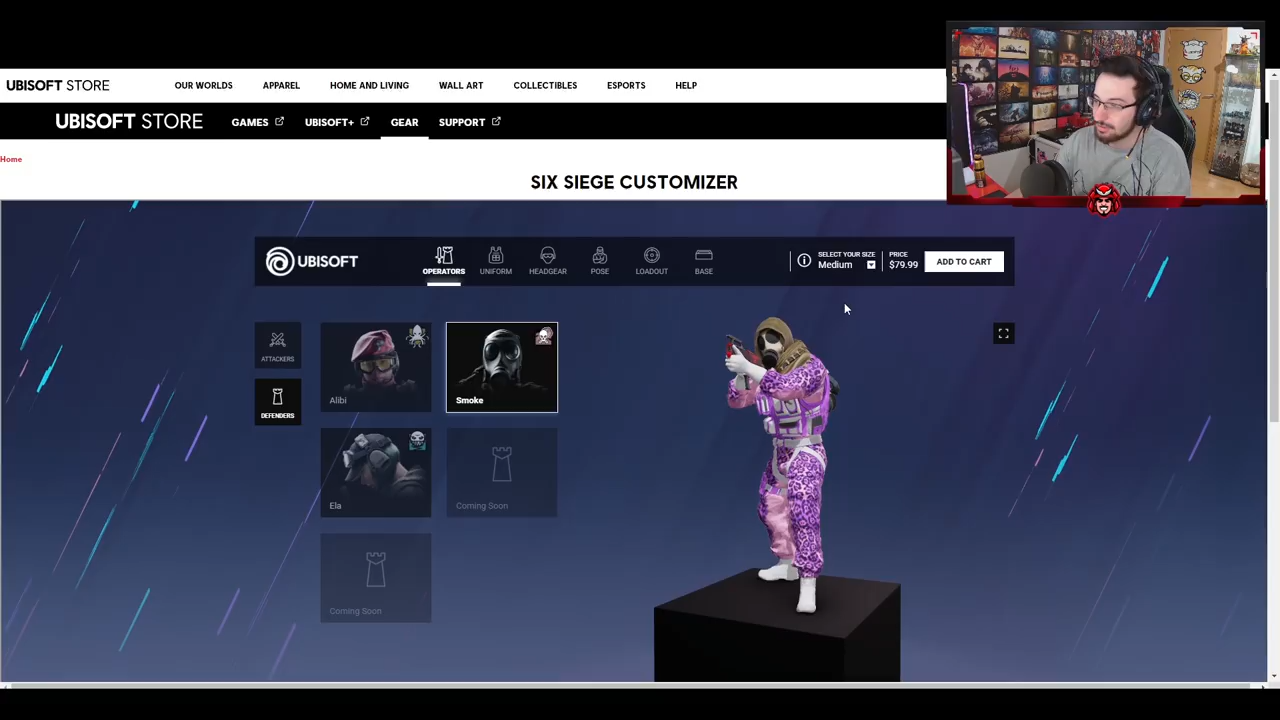 UBISOFT STORE
OUR WORLDS
APPAREL
HOME AND LIVING
WALL ART
COLLECTIBLES
ESPORTS
HELP
UBISOFT STORE
GAMES
UBISOFT+
GEAR
SUPPORT
Home
SIX SIEGE CUSTOMIZER
UBISOFT
OPERATORS
UNIFORM
HEADGEAR
POSE
LOADOUT
BASE
SELECT YOUR SIZE
Medium
PRICE
$79.99
ADD TO CART
ATTACKERS
DEFENDERS
Alibi
Smoke
Ela
Coming Soon
Coming Soon